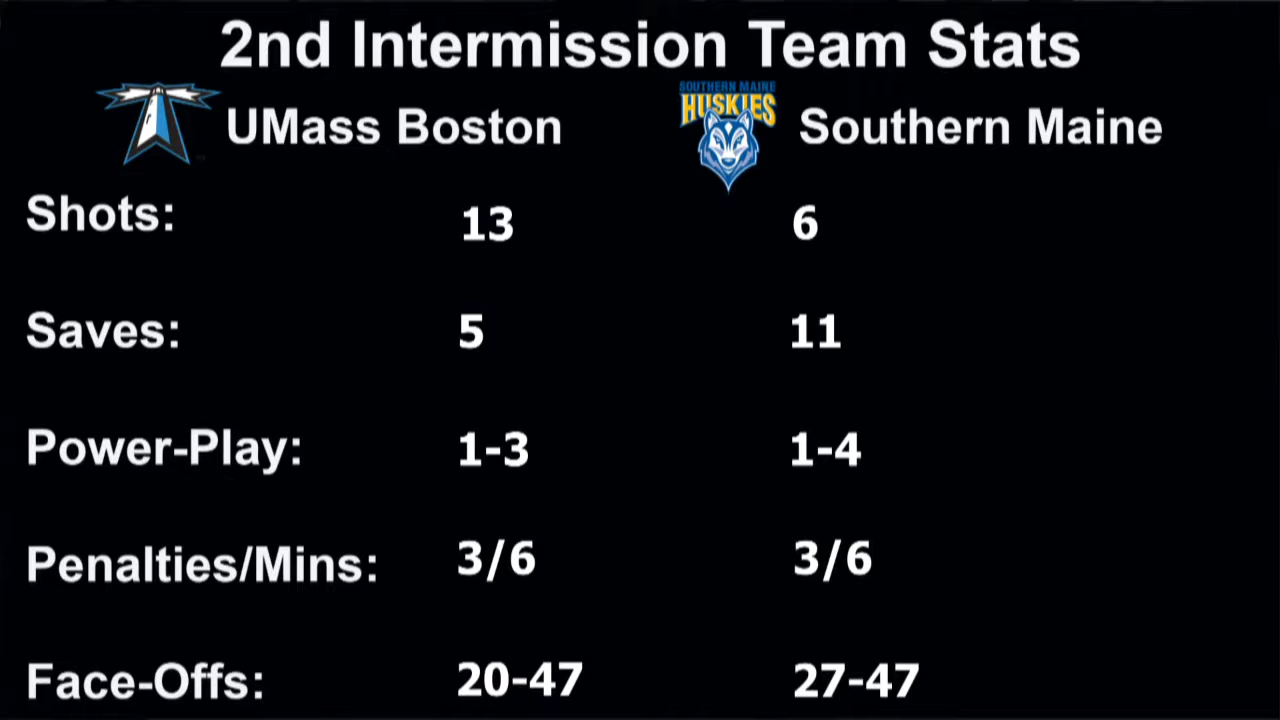 2nd Intermission Team Stats
UMass Boston
SOUTHERN MAINE
HUSKIES
Southern Maine
Shots: 13 6
Saves: 5 11
Power-Play: 1-3 1-4
Penalties/Mins: 3/6 3/6
Face-Offs: 20-47 27-47